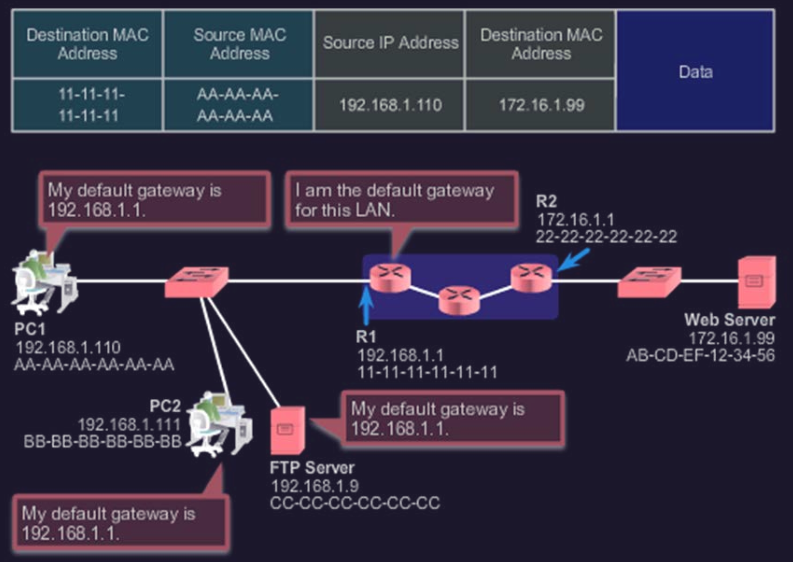 Destination MAC
Address
Source MAC
Address
Source IP Address
Destination MAC
Address
Data
11-11-11-
11-11-11
AA-AA-AA-
AA-AA-AA
192.168.1.110
172.16.1.99
My default gateway is
192.168.1.1.
I am the default gateway
for this LAN.
R2
172.16.1.1
22-22-22-22-22-22
PC1
192.168.1.110
AA-AA-AA-AA-AA-AA
R1
192.168.1.1
11-11-11-11-11-11
Web Server
172.16.1.99
AB-CD-EF-12-34-56
PC2
192.168.1.111
BB-BB-BB-BB-BB-BB
My default gateway is
192.168.1.1.
FTP Server
192.168.1.9
CC-CC-CC-CC-CC-CC
My default gateway is
192.168.1.1.